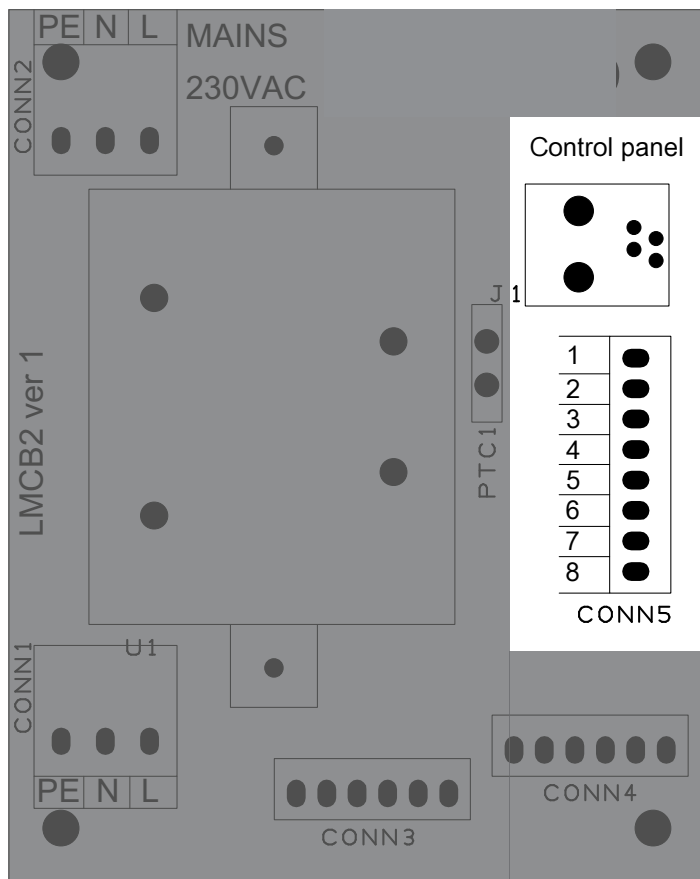 PE N L
MAINS
230VAC
CONN2
Control panel
J1
1
2
3
4
5
6
7
8
CONN5
PTC1
LMCB2 ver 1
U1
CONN1
PE N L
CONN3
CONN4